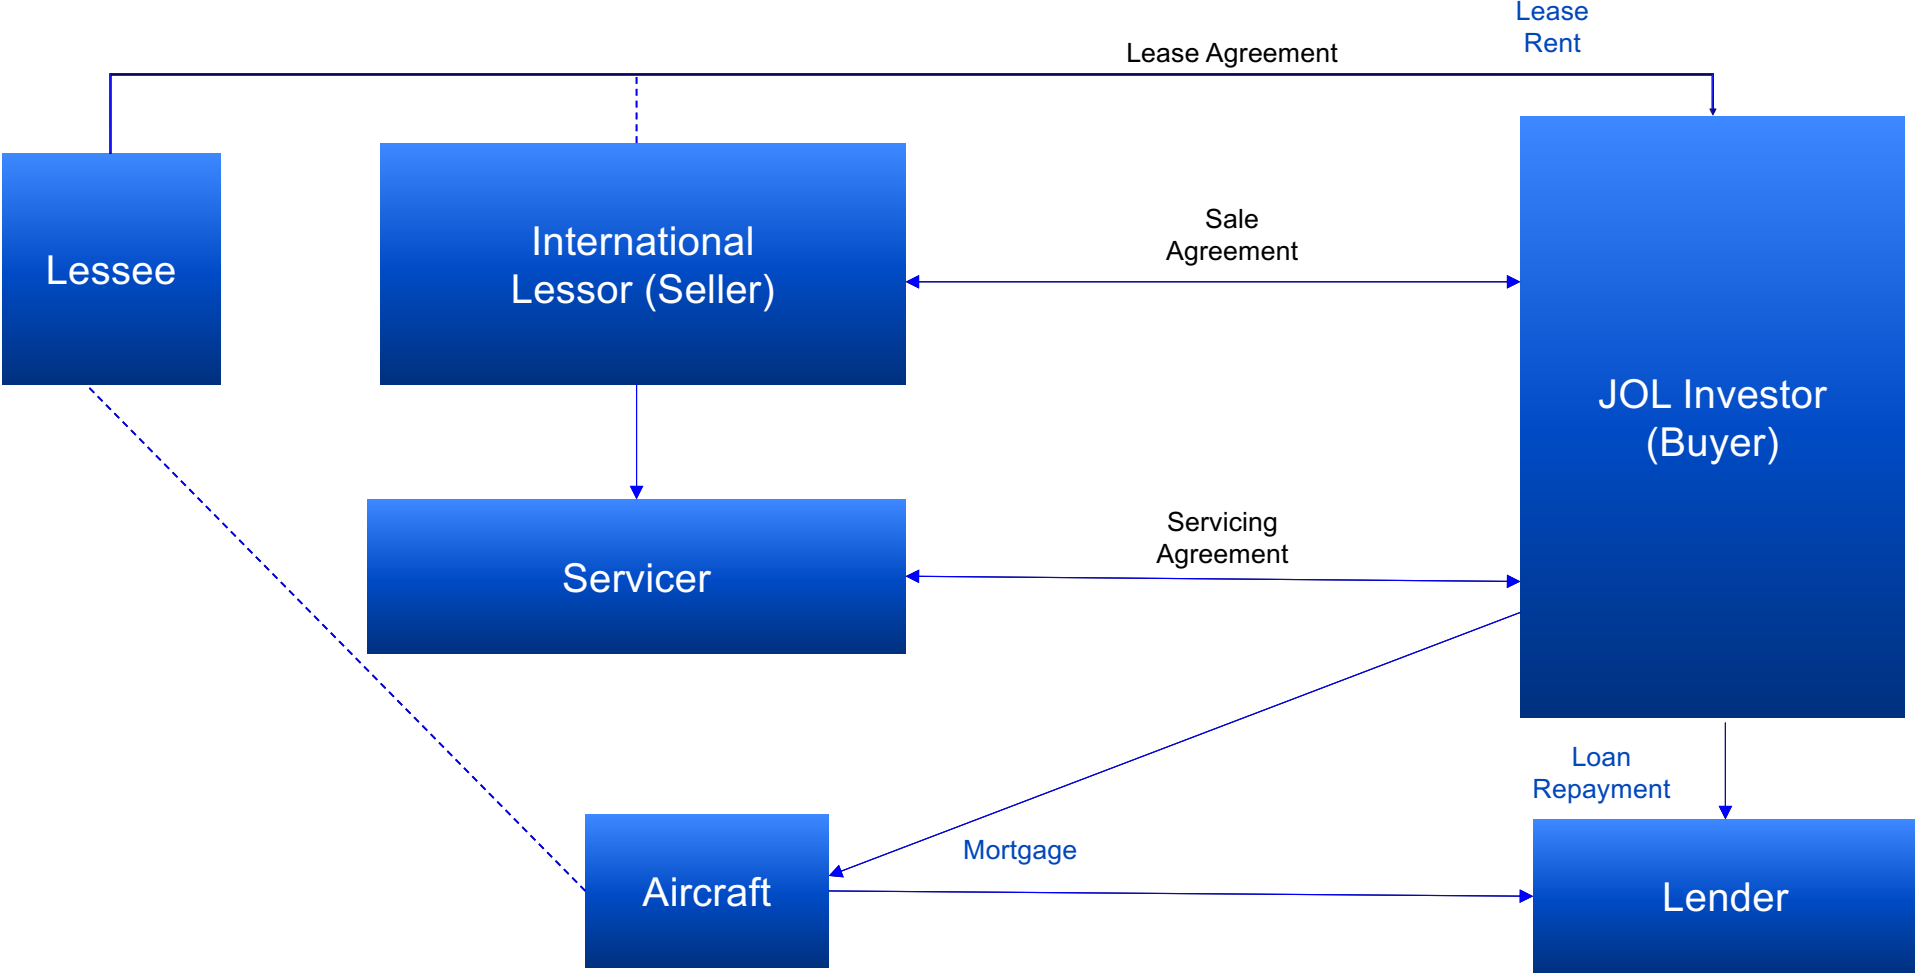 Lease
Rent
Lease Agreement
Lessee
International
Lessor (Seller)
Sale
Agreement
JOL Investor
(Buyer)
Servicer
Servicing
Agreement
Loan
Repayment
Mortgage
Aircraft
Lender